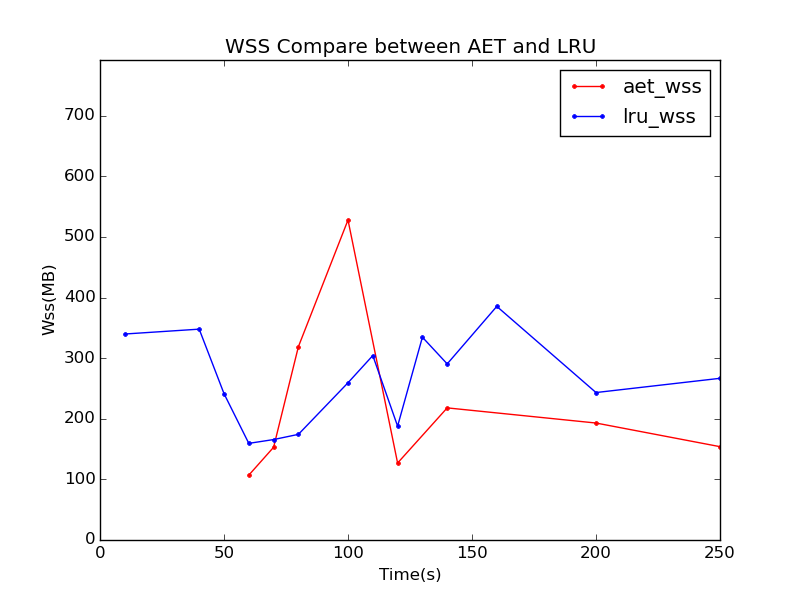 WSS Compare between AET and LRU
aet_wss
lru_wss
Wss(MB)
700
600
500
400
300
200
100
0
0 50 100 150 200 250
Time(s)